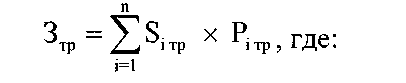 З_тр = ∑_{i=1}^{n} S_{i тр} × P_{i тр}, где: